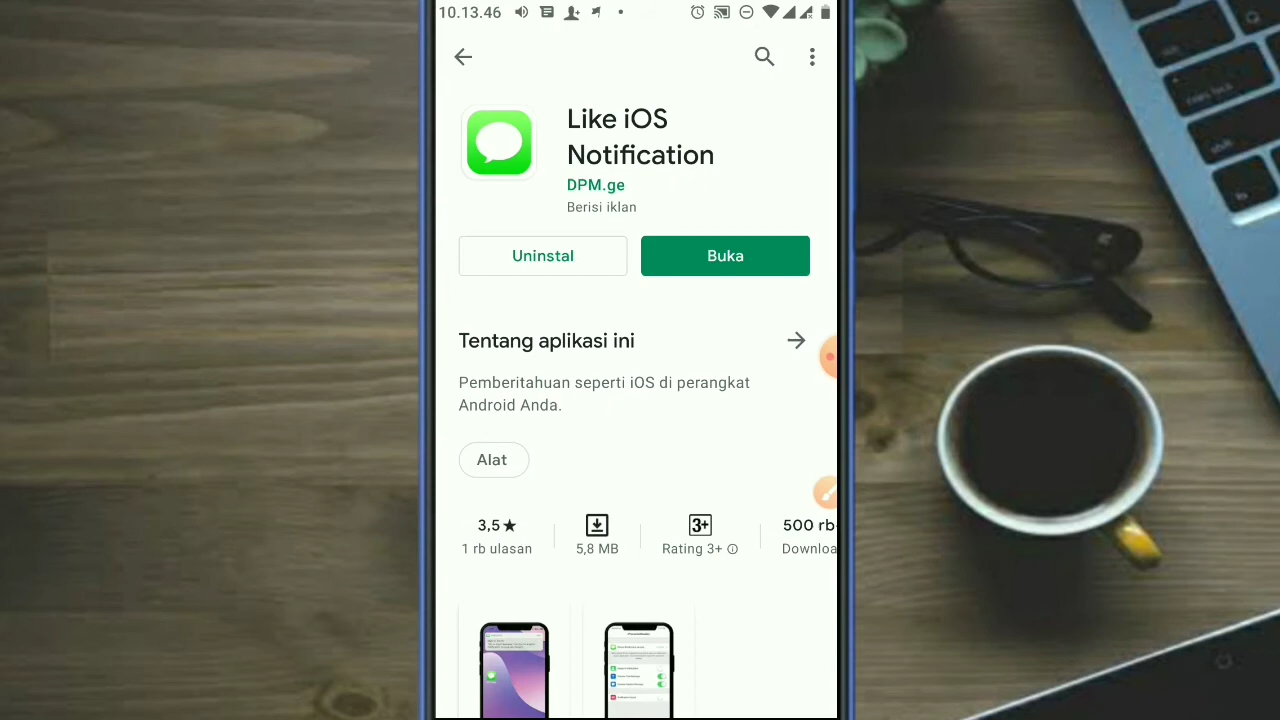 10.13.46
Like iOS
Notification
DPM.ge
Berisi iklan
Uninstal
Buka
Tentang aplikasi ini
Pemberitahuan seperti iOS di perangkat
Android Anda.
Alat
3,5★
1 rb ulasan
5,8 MB
3+
Rating 3+
500 rb
Downloa